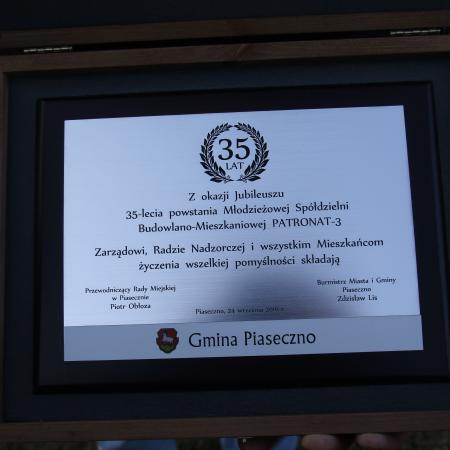 35
LAT
Z okazji Jubileuszu
35-lecia powstania Młodzieżowej Spółdzielni
Budowlano-Mieszkaniowej PATRONAT-3
Zarządowi, Radzie Nadzorczej i wszystkim Mieszkańcom
życzenia wszelkiej pomyślności składają
Przewodniczący Rady Miejskiej
w Piasecznie
Piotr Obłoza
Burmistrz Miasta i Gminy
Piaseczno
Zdzisław Lis
Piaseczno, 24 września
Gmina Piaseczno